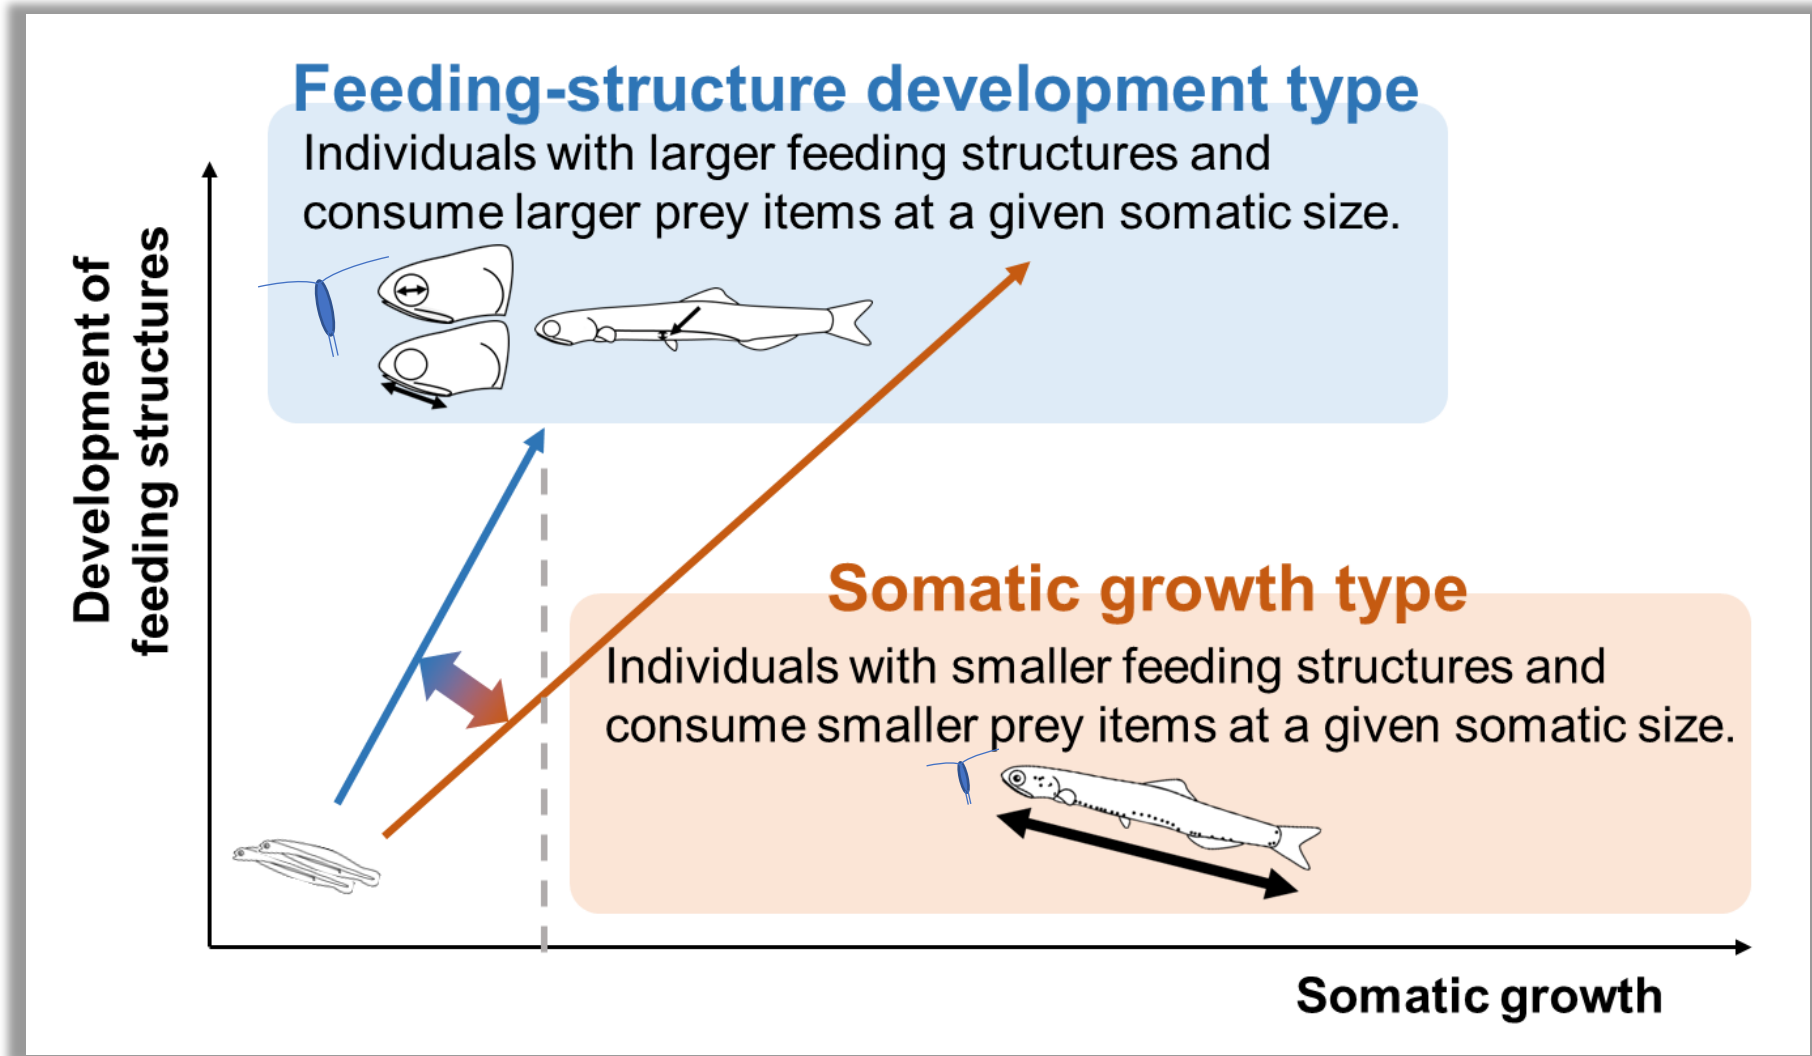 Feeding-structure development type
Individuals with larger feeding structures and
consume larger prey items at a given somatic size.
Development of
feeding structures
Somatic growth type
Individuals with smaller feeding structures and
consume smaller prey items at a given somatic size.
Somatic growth